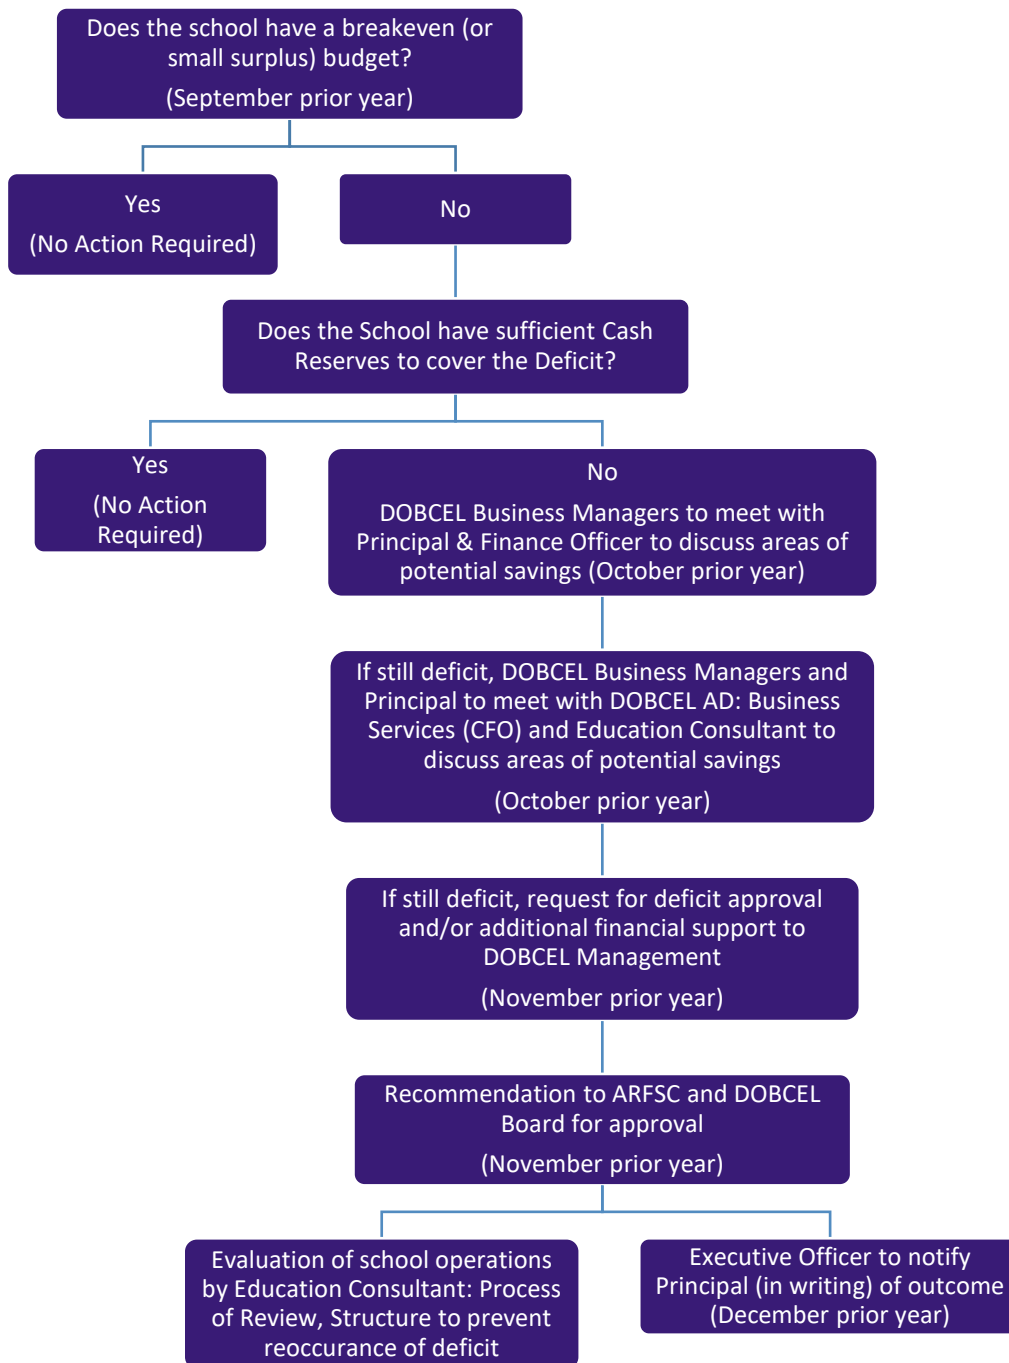 Does the school have a breakeven (or
small surplus) budget?
(September prior year)
Yes
(No Action Required)
No
Does the School have sufficient Cash
Reserves to cover the Deficit?
Yes
(No Action
Required)
No
DOBCEL Business Managers to meet with
Principal & Finance Officer to discuss areas of
potential savings (October prior year)
If still deficit, DOBCEL Business Managers and
Principal to meet with DOBCEL AD: Business
Services (CFO) and Education Consultant to
discuss areas of potential savings
(October prior year)
If still deficit, request for deficit approval
and/or additional financial support to
DOBCEL Management
(November prior year)
Recommendation to ARFSC and DOBCEL
Board for approval
(November prior year)
Evaluation of school operations
by Education Consultant: Process
of Review, Structure to prevent
reoccurance of deficit
Executive Officer to notify
Principal (in writing) of outcome
(December prior year)